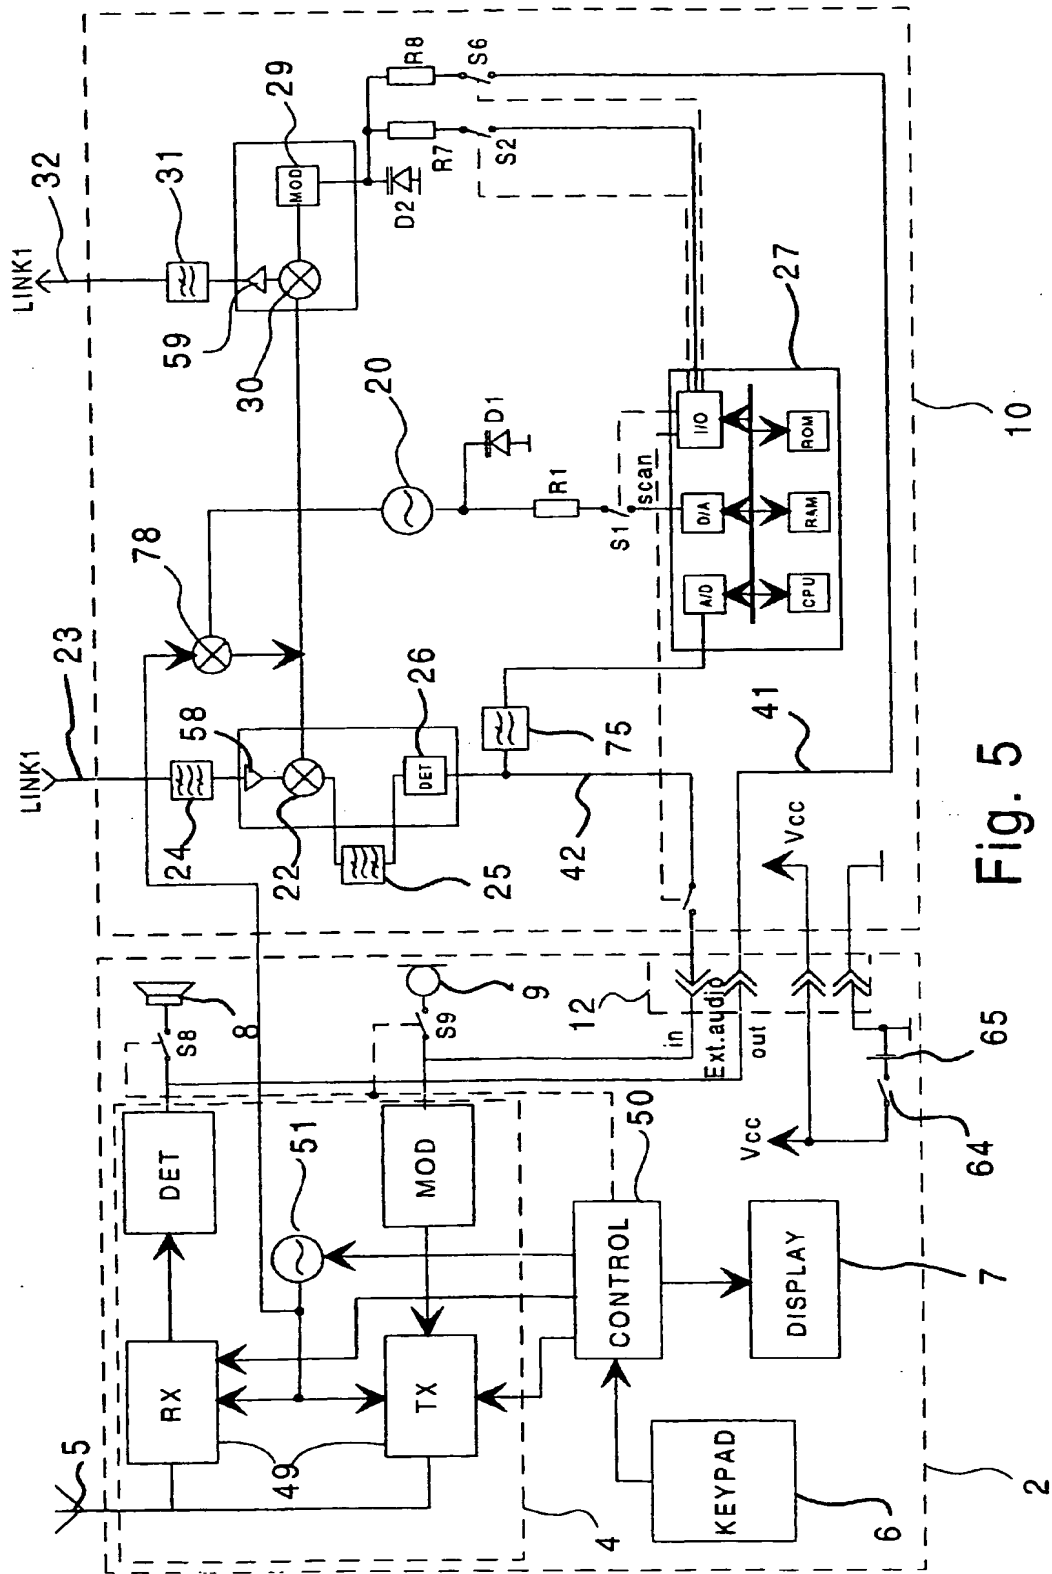 5
RX
DET
S8
8
49
51
TX
MOD
S9
9
4
CONTROL
50
KEYPAD
6
DISPLAY
7
2
12
in
Ext.audio
out
Vcc
64
65
LINK1
23
24
58
22
25
DET
26
42
75
78
20
D1
R1
S1
scan
A/D
D/A
I/O
CPU
RAM
ROM
27
LINK1
32
31
59
30
MOD
29
D2
R7
S2
R8
S6
41
Vcc
10
Fig. 5